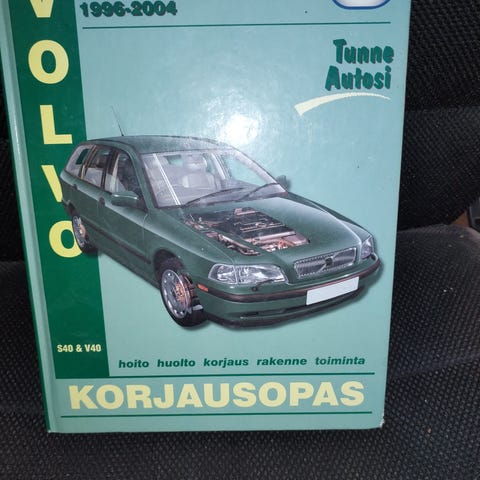 1996-2004
VOLVO
Tunne
Autosi
S40 & V40
hoito huolto korjaus rakenne toiminta
KORJAUSOPAS